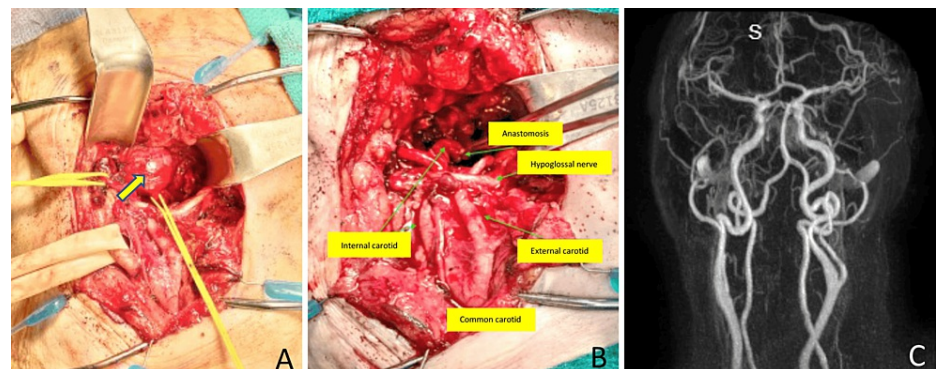 A
Anastomosis
Hypoglossal nerve
Internal carotid
External carotid
Common carotid
B
S
C